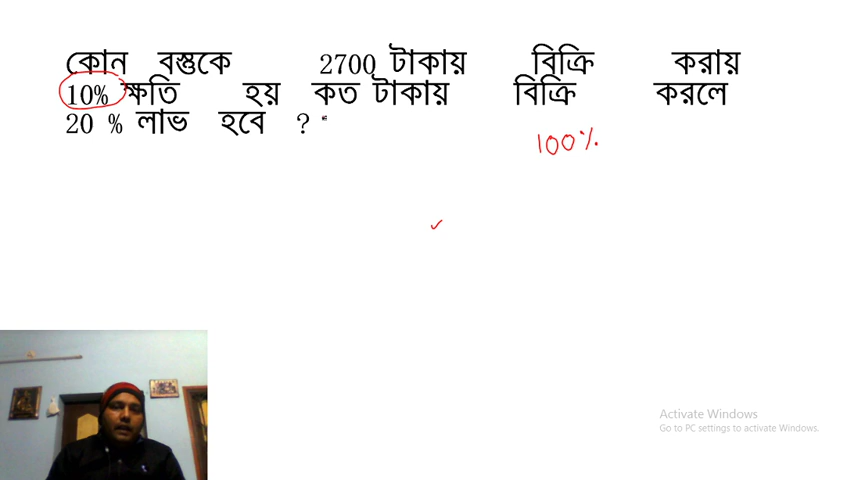 কোন বস্তুকে 2700 টাকায় বিক্রি করায়
10% ক্ষতি হয় কত টাকায় বিক্রি করলে
20 % লাভ হবে ?
100%
Activate Windows
Go to PC settings to activate Windows.